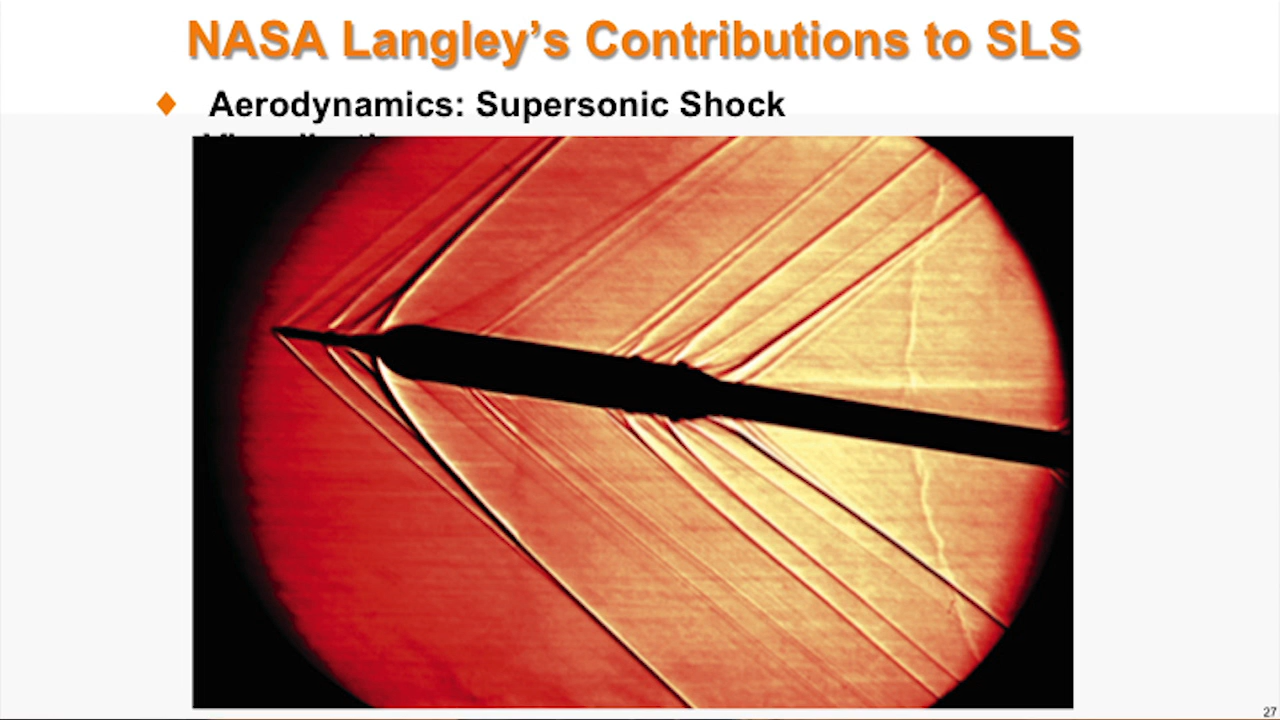 NASA Langley’s Contributions to SLS
♦ Aerodynamics: Supersonic Shock
27